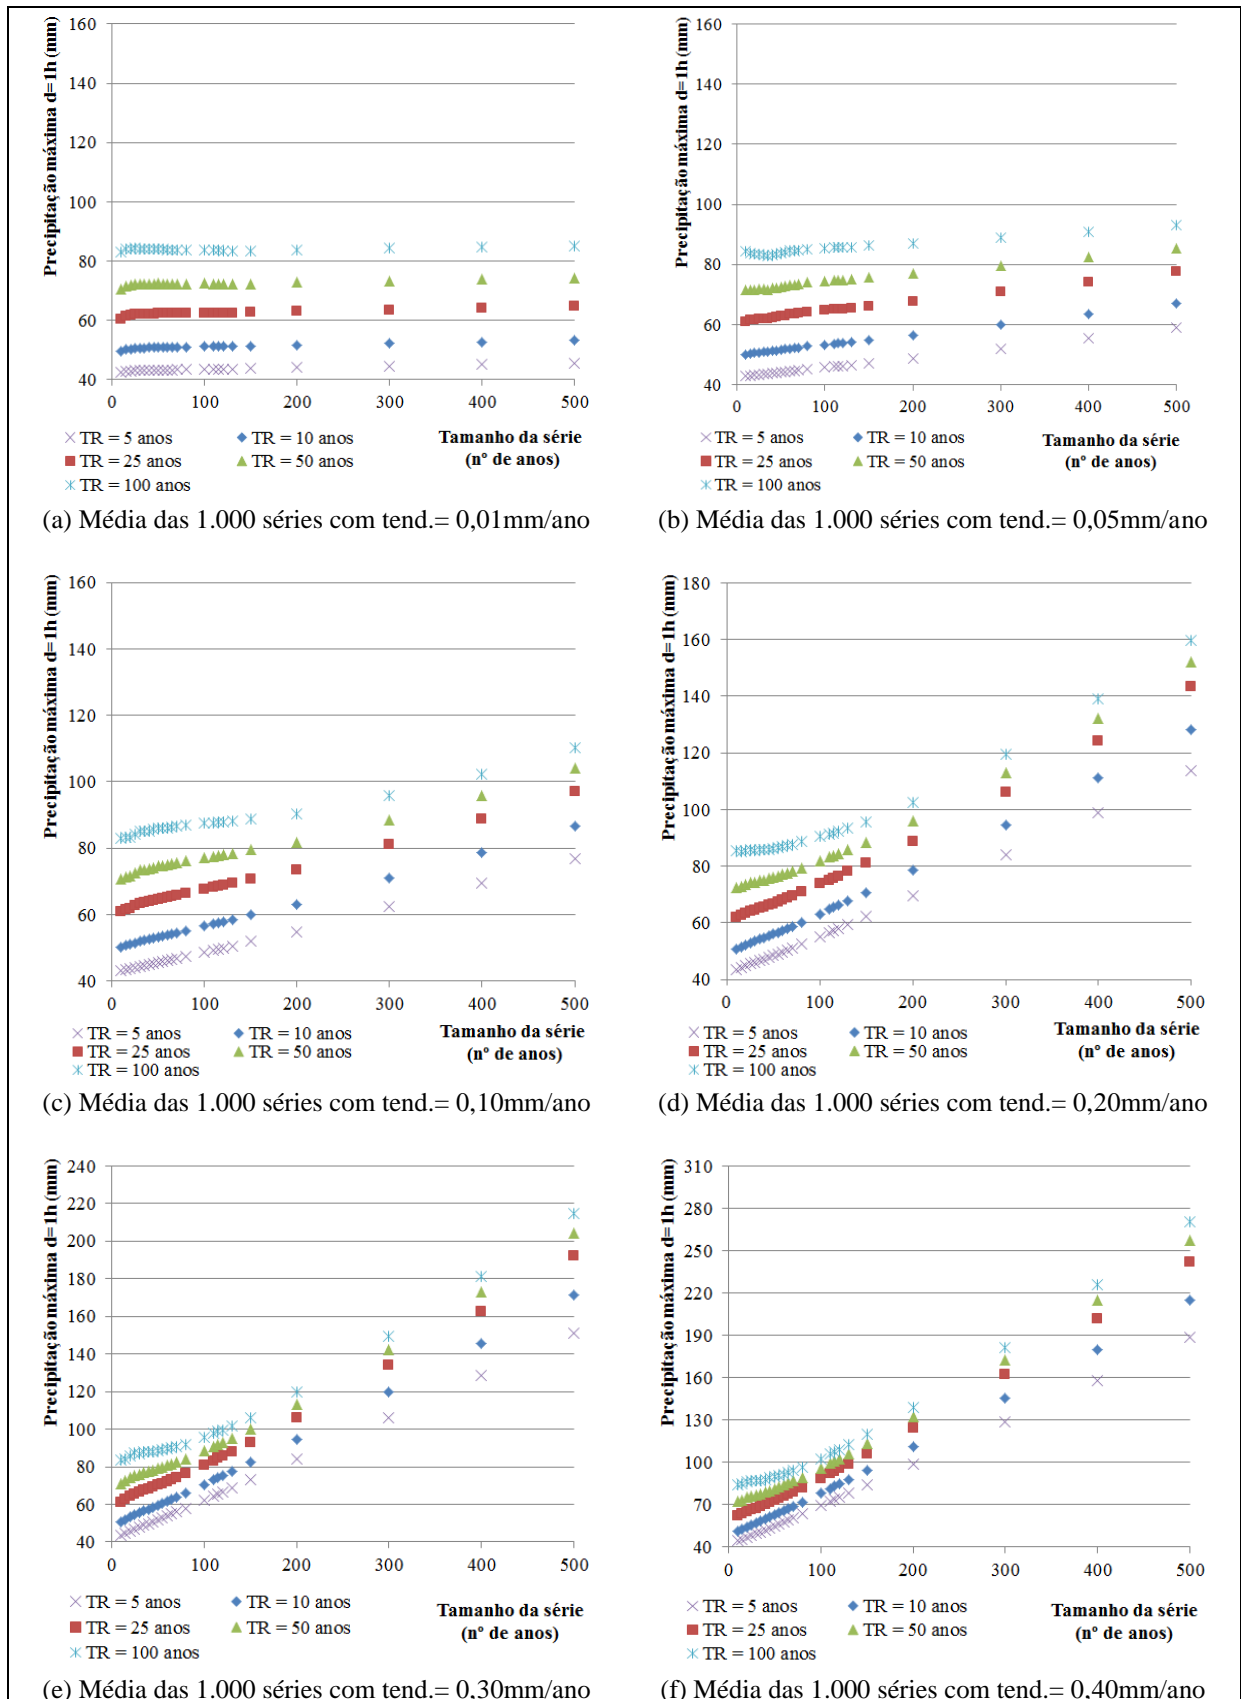 Precipitação máxima d=1h (mm)
160
140
120
100
80
60
40
0 100 200 300 400 500
TR = 5 anos TR = 10 anos
TR = 25 anos TR = 50 anos
TR = 100 anos
Tamanho da série
(nº de anos)
(a) Média das 1.000 séries com tend.= 0,01mm/ano
Precipitação máxima d=1h (mm)
160
140
120
100
80
60
40
0 100 200 300 400 500
TR = 5 anos TR = 10 anos
TR = 25 anos TR = 50 anos
TR = 100 anos
Tamanho da série
(nº de anos)
(b) Média das 1.000 séries com tend.= 0,05mm/ano
Precipitação máxima d=1h (mm)
160
140
120
100
80
60
40
0 100 200 300 400 500
TR = 5 anos TR = 10 anos
TR = 25 anos TR = 50 anos
TR = 100 anos
Tamanho da série
(nº de anos)
(c) Média das 1.000 séries com tend.= 0,10mm/ano
Precipitação máxima d=1h (mm)
180
160
140
120
100
80
60
40
0 100 200 300 400 500
TR = 5 anos TR = 10 anos
TR = 25 anos TR = 50 anos
TR = 100 anos
Tamanho da série
(nº de anos)
(d) Média das 1.000 séries com tend.= 0,20mm/ano
Precipitação máxima d=1h (mm)
240
220
200
180
160
140
120
100
80
60
40
0 100 200 300 400 500
TR = 5 anos TR = 10 anos
TR = 25 anos TR = 50 anos
TR = 100 anos
Tamanho da série
(nº de anos)
(e) Média das 1.000 séries com tend.= 0,30mm/ano
Precipitação máxima d=1h (mm)
310
280
250
220
190
160
130
100
70
40
0 100 200 300 400 500
TR = 5 anos TR = 10 anos
TR = 25 anos TR = 50 anos
TR = 100 anos
Tamanho da série
(nº de anos)
(f) Média das 1.000 séries com tend.= 0,40mm/ano